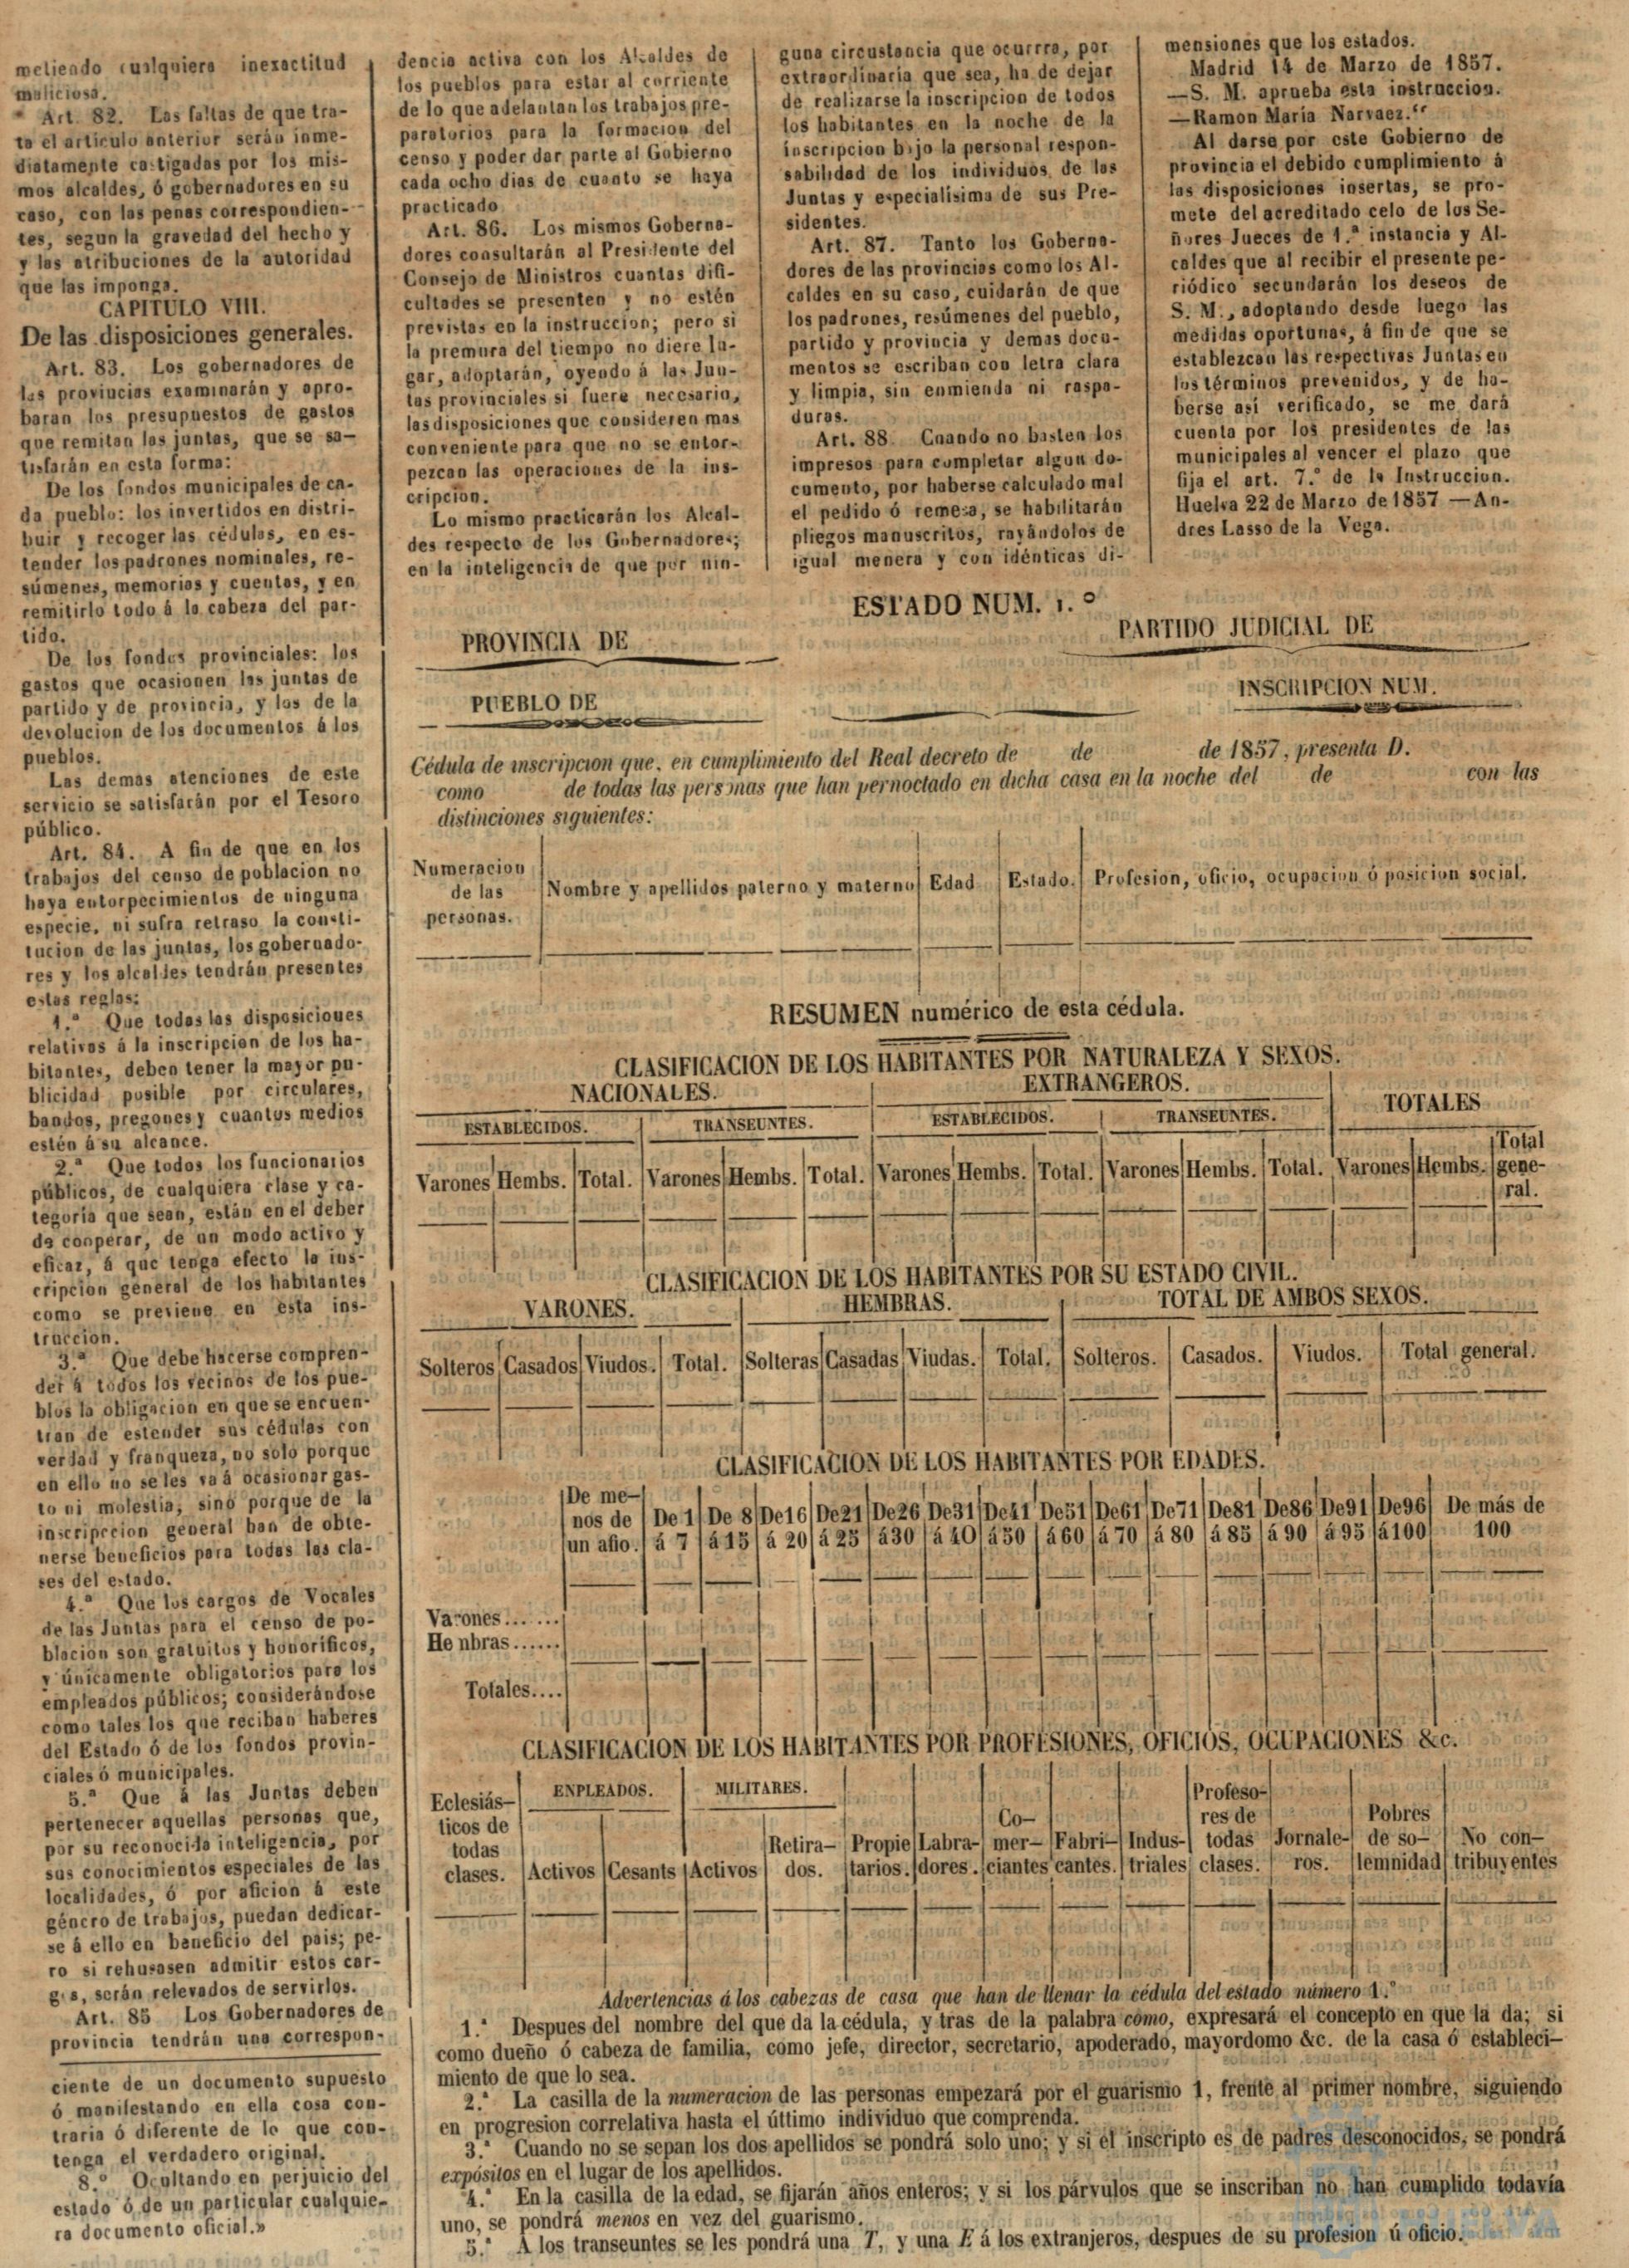 metiendo cualquiera inexactitud
maliciosa.
Art. 82. Las faltas de que tra-
ta el artículo anterior serán inme-
diatamente castigadas por los mis-
mos alcaldes, ó gobernadores en su
caso, con las penas correspondien-
tes, segun la gravedad del hecho y
y las atribuciones de la autoridad
que las imponga.
CAPITULO VIII.
De las disposiciones generales.
Art. 83. Los gobernadores de
las provincias examinarán y apro-
baran los presupuestos de gastos
que remitan las juntas, que se sa-
tisfarán en esta forma:
De los fondos municipales de ca-
da pueblo: los invertidos en distri-
buir y recoger las cédulas, en es-
tender los padrones nominales, re-
súmenes, memorias y cuentas, y en
remitirlo todo á la cabeza del par-
tido.
De los fondos provinciales: los
gastos que ocasionen las juntas de
partido y de provincia, y los de la
devolucion de los documentos á los
pueblos.
Las demas atenciones de este
servicio se satisfarán por el Tesoro
público.
Art. 84. A fin de que en los
trabajos del censo de poblacion no
haya entorpecimientos de ninguna
especie, ni sufra retraso la consti-
tucion de las juntas, los gobernado-
res y los alcaldes tendrán presentes
estas reglas:
1.ª Que todas las disposiciones
relativas á la inscripcion de los ha-
bitantes, deben tener la mayor pu-
blicidad posible por circulares,
bandos, pregones y cuantos medios
estén á su alcance.
2.ª Que todos los funcionarios
públicos, de cualquiera clase y ca-
tegoría que sean, están en el deber
de conperar, de un modo activo y
eficaz, á que tenga efecto la ins-
cripcion general de los habitantes
como se previene en esta ins-
truccion.
3.ª Que debe hacerse compren-
der á todos los vecinos de los pue-
blos la obligacion en que se encuen-
tran de estender sus cédulas con
verdad y franqueza, no solo porque
en ello no se les va á ocasionar gas-
to ni molestia, sino porque de la
inscripccion general han de obte-
nerse beneficios para todas las cla-
ses del estado.
4.ª Que los cargos de Vocales
de las Juntas para el censo de po-
blacion son gratuitos y honoríficos,
y únicamente obligatorios para los
empleados públicos; considerándose
como tales los que reciban haberes
del Estado ó de los fondos provin-
ciales ó municipales.
5.ª Que á las Juntas deben
pertenecer aquellas personas que,
por su reconocida inteligencia, por
sus conocimientos especiales de las
localidades, ó por aficion á este
género de trabajos, puedan dedicar-
se á ello en beneficio del pais; pe-
ro si rehusasen admitir estos car-
gos, serán relevados de servirlos.
Art. 85 Los Gobernadores de
provincia tendrán una correspon-
ciente de un documento supuesto
ó manifestando en ella cosa con-
traria ó diferente de lo que con-
tenga el verdadero original.
8.º Ocultando en perjuicio del
estado ó de un particular cualquie-
ra documento oficial.»
dencia activa con los Alcaldes de
los pueblos para estar al corriente
de lo que adelantan los trabajos pre-
paratorios para la formacion del
censo y poder dar parte al Gobierno
cada ocho dias de cuanto se haya
practicado
Art. 86. Los mismos Goberna-
dores consultarán al Presidente del
Consejo de Ministros cuantas difi-
cultades se presenten y no estén
previstas en la instruccion; pero si
la premura del tiempo no diere lu-
gar, adoptarán, oyendo á las Jun-
tas provinciales si fuere necesario,
las disposiciones que consideren mas
conveniente para que no se entor-
pezcan las operaciones de la ins-
cripcion.
Lo mismo practicarán los Alcal-
des respecto de los Gobernadores;
en la inteligencia de que por nin-
guna circustancia que ocurrra, por
extraordinaria que sea, ha de dejar
de realizarse la inscripcion de todos
los habitantes en la noche de la
inscripcion bajo la personal respon-
sabilidad de los individuos de las
Juntas y especialísima de sus Pre-
sidentes.
Art. 87. Tanto los Goberna-
dores de las provincias como los Al-
caldes en su caso, cuidarán de que
los padrones, resúmenes del pueblo,
partido y provincia y demas docu-
mentos se escriban con letra clara
y limpia, sin enmienda ni raspa-
duras.
Art. 88. Cuando no basten los
impresos para completar algun do-
cumento, por haberse calculado mal
el pedido ó remesa, se habilitarán
pliegos manuscritos, rayándolos de
igual menera y con idénticas di-
mensiones que los estados.
Madrid 14 de Marzo de 1857.
—S. M. aprueba esta instruccion.
—Ramon María Narvaez.“
Al darse por este Gobierno de
provincia el debido cumplimiento á
las disposiciones insertas, se pro-
mete del acreditado celo de los Se-
ñores Jueces de 1.ª instancia y Al-
caldes que al recibir el presente pe-
riódico secundarán los deseos de
S. M., adoptando desde luego las
medidas oportunas, á fin de que se
establezcan las respectivas Juntas en
los términos prevenidos, y de ha-
berse así verificado, se me dará
cuenta por los presidentes de las
municipales al vencer el plazo que
fija el art. 7.º de la Instruccion.
Huelva 22 de Marzo de 1857 —An-
dres Lasso de la Vega.
ESTADO NUM. 1.º
PROVINCIA DE
PARTIDO JUDICIAL DE
PUEBLO DE
INSCRIPCION NUM.
Cédula de inscripcion que, en cumplimiento del Real decreto de de de 1857, presenta D.
como de todas las personas que han pernoctado en dicha casa en la noche del de con las
distinciones siguientes:
Numeracion de las personas. Nombre y apellidos paterno y materno Edad Estado. Profesion, oficio, ocupacion ó posicion social.
RESUMEN numérico de esta cédula.
CLASIFICACION DE LOS HABITANTES POR NATURALEZA Y SEXOS.
NACIONALES. EXTRANGEROS. TOTALES
ESTABLECIDOS. TRANSEUNTES. ESTABLECIDOS. TRANSEUNTES.
Varones Hembs. Total. Varones Hembs. Total. Varones Hembs. Total. Varones Hembs. Total. Varones Hembs. Total gene-ral.
CLASIFICACION DE LOS HABITANTES POR SU ESTADO CIVIL.
VARONES. HEMBRAS. TOTAL DE AMBOS SEXOS.
Solteros Casados Viudos. Total. Solteras Casadas Viudas. Total. Solteros. Casados. Viudos. Total general.
CLASIFICACION DE LOS HABITANTES POR EDADES.
De me-
nos de De 1 De 8 De16 De21 De26 De31 De41 De51 De61 De71 De81 De86 De91 De96 De más de
un año. á 7 á 15 á 20 á 25 á30 á 40 á 50 á 60 á 70 á 80 á 85 á 90 á 95 á100 100
Varones......
He nbras......
Totales....
CLASIFICACION DE LOS HABITANTES POR PROFESIONES, OFICIOS, OCUPACIONES &c.
Eclesiás-
ticos de
todas
clases.
ENPLEADOS.
Activos Cesants
MILITARES.
Activos
Retira-
dos.
Propie
tarios.
Labra-
dores.
Co-
mer-
ciantes
Fabri-
cantes.
Indus-
triales
Profeso-
res de
todas
clases.
Jornale-
ros.
Pobres
de so-
lemnidad
No con-
tribuyentes
Advertencias á los cabezas de casa que han de llenar la cédula del estado número 1.º
1.ª Despues del nombre del que da la cédula, y tras de la palabra como, expresará el concepto en que la da; si
como dueño ó cabeza de familia, como jefe, director, secretario, apoderado, mayordomo &c. de la casa ó estableci-
miento de que lo sea.
2.ª La casilla de la numeracion de las personas empezará por el guarismo 1, frente al primer nombre, siguiendo
en progresion correlativa hasta el úttimo individuo que comprenda.
3.ª Cuando no se sepan los dos apellidos se pondrá solo uno; y si el inscripto es de padres desconocidos, se pondrá
expósitos en el lugar de los apellidos.
4.ª En la casilla de la edad, se fijarán años enteros; y si los párvulos que se inscriban no han cumplido todavía
uno, se pondrá menos en vez del guarismo.
5.ª A los transeuntes se les pondrá una T, y una E á los extranjeros, despues de su profesion ú oficio.